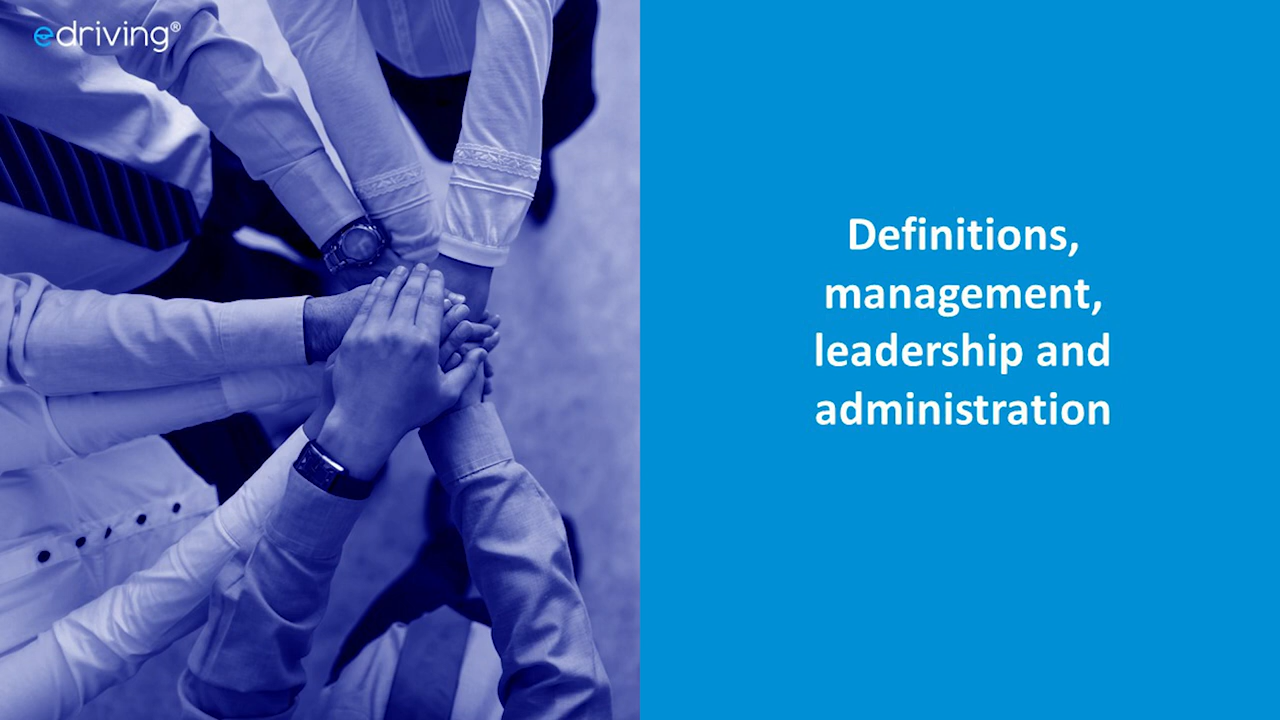 edriving®
Definitions,
management,
leadership and
administration